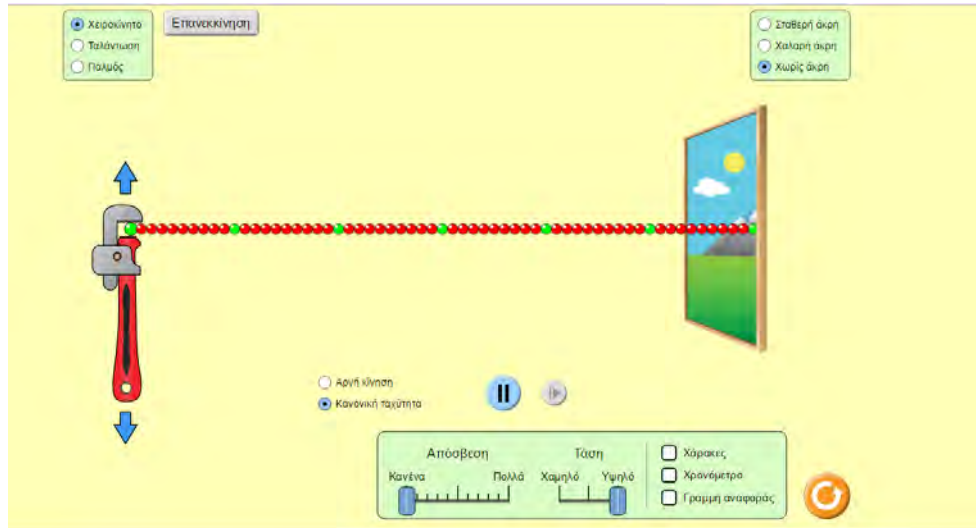 Χειροκίνητο
Ταλάντωση
Παλμός
Επανεκκίνηση
Σταθερή άκρη
Χαλαρή άκρη
Χωρίς άκρη
Αργή κίνηση
Κανονική ταχύτητα
Απόσβεση
Κανένα
Πολλά
Τάση
Χαμηλό
Υψηλό
Χάρακες
Χρονόμετρο
Γραμμή αναφοράς